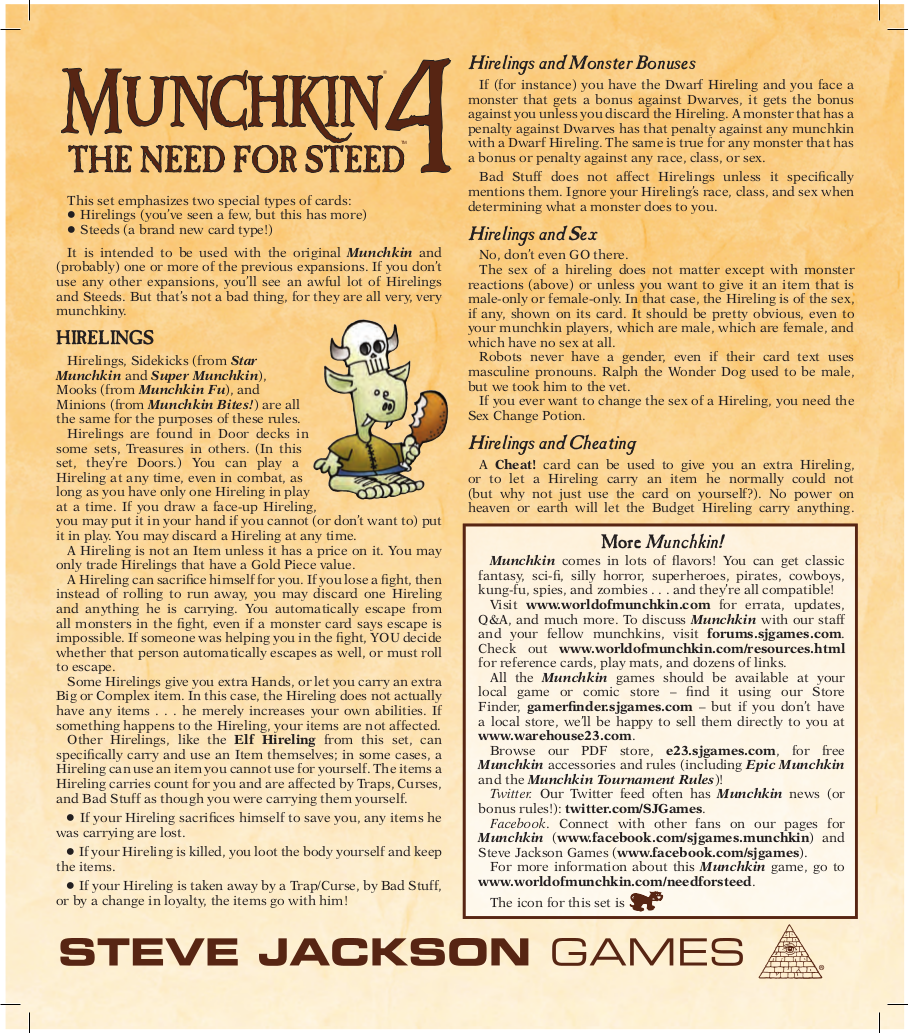 MUNCHKIN® 4
THE NEED FOR STEED™
This set emphasizes two special types of cards:
● Hirelings (you've seen a few, but this has more)
● Steeds (a brand new card type!)
It is intended to be used with the original Munchkin and
(probably) one or more of the previous expansions. If you don't
use any other expansions, you'll see an awful lot of Hirelings
and Steeds. But that's not a bad thing, for they are all very, very
munchkiny.
HIRELINGS
Hirelings, Sidekicks (from Star
Munchkin and Super Munchkin),
Mooks (from Munchkin Fu), and
Minions (from Munchkin Bites!) are all
the same for the purposes of these rules.
Hirelings are found in Door decks in
some sets, Treasures in others. (In this
set, they're Doors.) You can play a
Hireling at any time, even in combat, as
long as you have only one Hireling in play
at a time. If you draw a face-up Hireling,
you may put it in your hand if you cannot (or don't want to) put
it in play. You may discard a Hireling at any time.
A Hireling is not an Item unless it has a price on it. You may
only trade Hirelings that have a Gold Piece value.
A Hireling can sacrifice himself for you. If you lose a fight, then
instead of rolling to run away, you may discard one Hireling
and anything he is carrying. You automatically escape from
all monsters in the fight, even if a monster card says escape is
impossible. If someone was helping you in the fight, YOU decide
whether that person automatically escapes as well, or must roll
to escape.
Some Hirelings give you extra Hands, or let you carry an extra
Big or Complex item. In this case, the Hireling does not actually
have any items . . . he merely increases your own abilities. If
something happens to the Hireling, your items are not affected.
Other Hirelings, like the Elf Hireling from this set, can
specifically carry and use an Item themselves; in some cases, a
Hireling can use an item you cannot use for yourself. The items a
Hireling carries count for you and are affected by Traps, Curses,
and Bad Stuff as though you were carrying them yourself.
● If your Hireling sacrifices himself to save you, any items he
was carrying are lost.
● If your Hireling is killed, you loot the body yourself and keep
the items.
● If your Hireling is taken away by a Trap/Curse, by Bad Stuff,
or by a change in loyalty, the items go with him!
Hirelings and Monster Bonuses
If (for instance) you have the Dwarf Hireling and you face a
monster that gets a bonus against Dwarves, it gets the bonus
against you unless you discard the Hireling. A monster that has a
penalty against Dwarves has that penalty against any munchkin
with a Dwarf Hireling. The same is true for any monster that has
a bonus or penalty against any race, class, or sex.
Bad Stuff does not affect Hirelings unless it specifically
mentions them. Ignore your Hireling's race, class, and sex when
determining what a monster does to you.
Hirelings and Sex
No, don't even GO there.
The sex of a hireling does not matter except with monster
reactions (above) or unless you want to give it an item that is
male-only or female-only. In that case, the Hireling is of the sex,
if any, shown on its card. It should be pretty obvious, even to
your munchkin players, which are male, which are female, and
which have no sex at all.
Robots never have a gender, even if their card text uses
masculine pronouns. Ralph the Wonder Dog used to be male,
but we took him to the vet.
If you ever want to change the sex of a Hireling, you need the
Sex Change Potion.
Hirelings and Cheating
A Cheat! card can be used to give you an extra Hireling,
or to let a Hireling carry an item he normally could not
(but why not just use the card on yourself?). No power on
heaven or earth will let the Budget Hireling carry anything.
More Munchkin!
Munchkin comes in lots of flavors! You can get classic
fantasy, sci-fi, silly horror, superheroes, pirates, cowboys,
kung-fu, spies, and zombies . . . and they're all compatible!
Visit www.worldofmunchkin.com for errata, updates,
Q&A, and much more. To discuss Munchkin with our staff
and your fellow munchkins, visit forums.sjgames.com.
Check out www.worldofmunchkin.com/resources.html
for reference cards, play mats, and dozens of links.
All the Munchkin games should be available at your
local game or comic store – find it using our Store
Finder, gamerfinder.sjgames.com – but if you don't have
a local store, we'll be happy to sell them directly to you at
www.warehouse23.com.
Browse our PDF store, e23.sjgames.com, for free
Munchkin accessories and rules (including Epic Munchkin
and the Munchkin Tournament Rules)!
Twitter. Our Twitter feed often has Munchkin news (or
bonus rules!): twitter.com/SJGames.
Facebook. Connect with other fans on our pages for
Munchkin (www.facebook.com/sjgames.munchkin) and
Steve Jackson Games (www.facebook.com/sjgames).
For more information about this Munchkin game, go to
www.worldofmunchkin.com/needforsteed.
The icon for this set is
STEVE JACKSON GAMES ®